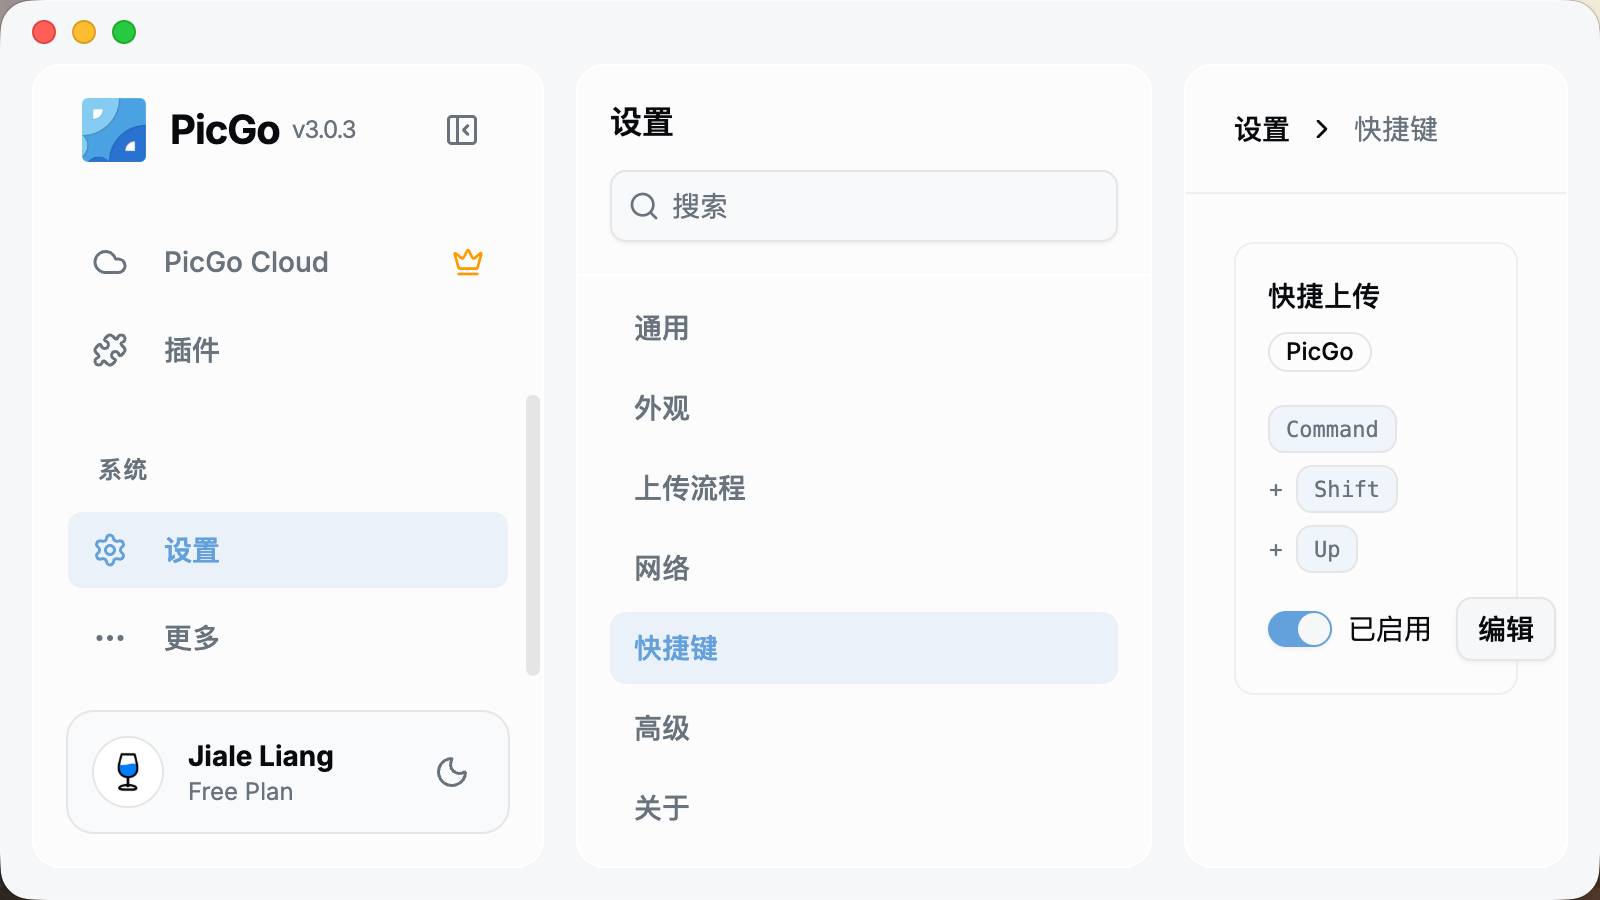 PicGo v3.0.3
PicGo Cloud
插件
系统
设置
更多
Jiale Liang
Free Plan
设置
搜索
通用
外观
上传流程
网络
快捷键
高级
关于
设置 > 快捷键
快捷上传
PicGo
Command
+ Shift
+ Up
已启用 编辑